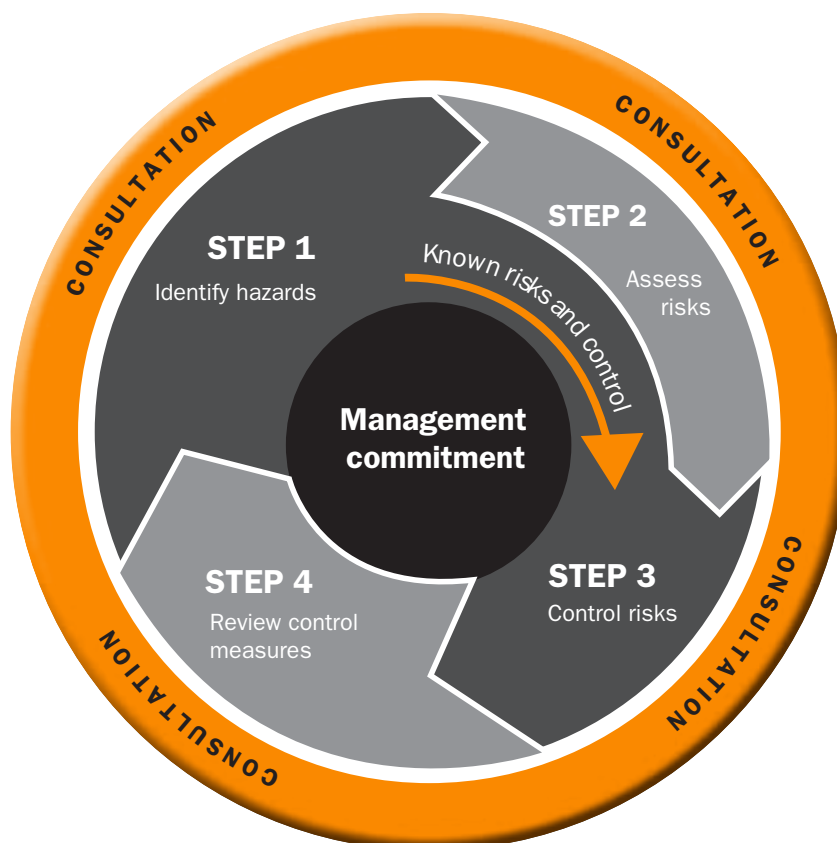 CONSULTATION
CONSULTATION
STEP 1
Identify hazards
STEP 2
Assess
risks
Known risks and control
Management
commitment
STEP 3
Control risks
STEP 4
Review control
measures
CONSULTATION
CONSULTATION